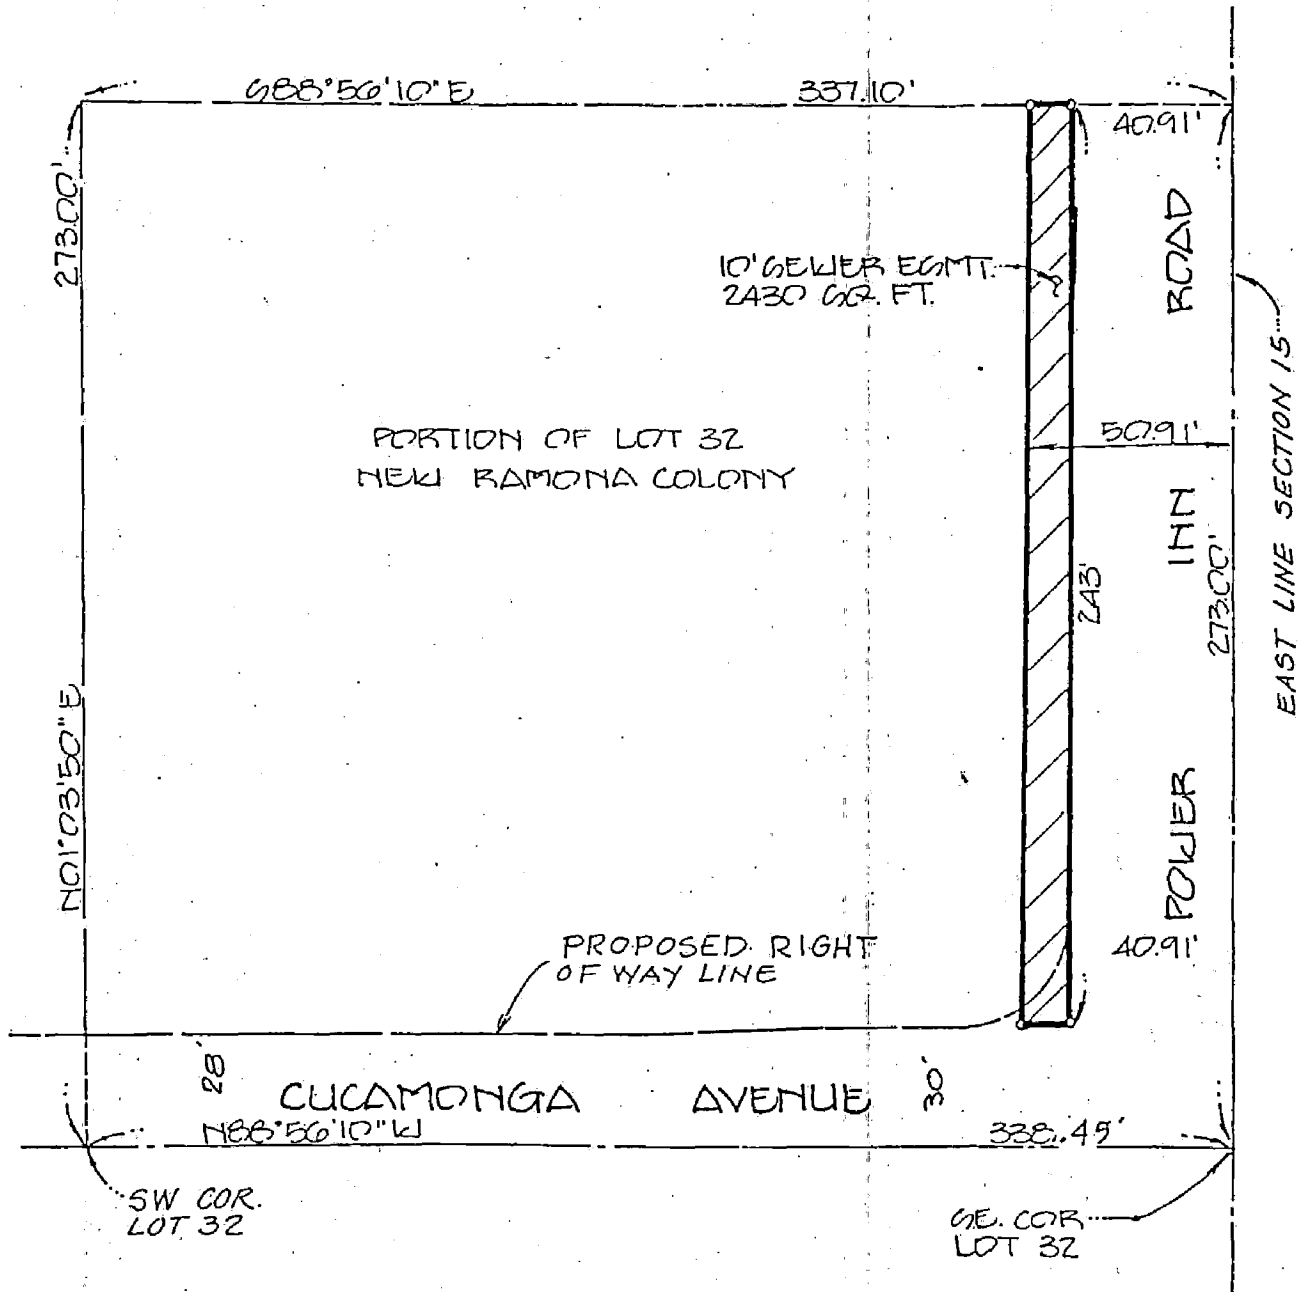 S88°56'10"E
337.10'
40.91'
273.00'
ROAD
10' SEWER ESMT.
2430 SQ. FT.
EAST LINE SECTION 15
PORTION OF LOT 32
NEW RAMONA COLONY
50.91'
INN
243'
273.00'
N01°03'50"E
POWER
40.91'
PROPOSED RIGHT
OF WAY LINE
28'
30'
CUCAMONGA AVENUE
N88°56'10"W
338.49'
SW COR.
LOT 32
S.E. COR
LOT 32